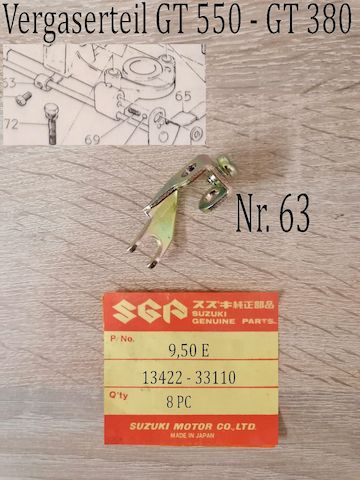 Vergaserteil GT 550 - GT 380
53
65
72
69
Nr. 63
SGP スズキ純正部品
SUZUKI
GENUINE PARTS.
P/No.
9,50 E
13422 - 33110
Q'ty
8 PC
SUZUKI MOTOR CO.,LTD.
MADE IN JAPAN